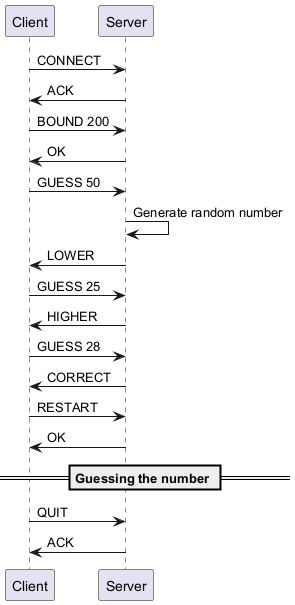 Client Server
CONNECT
ACK
BOUND 200
OK
GUESS 50
Generate random number
LOWER
GUESS 25
HIGHER
GUESS 28
CORRECT
RESTART
OK
Guessing the number
QUIT
ACK
Client Server